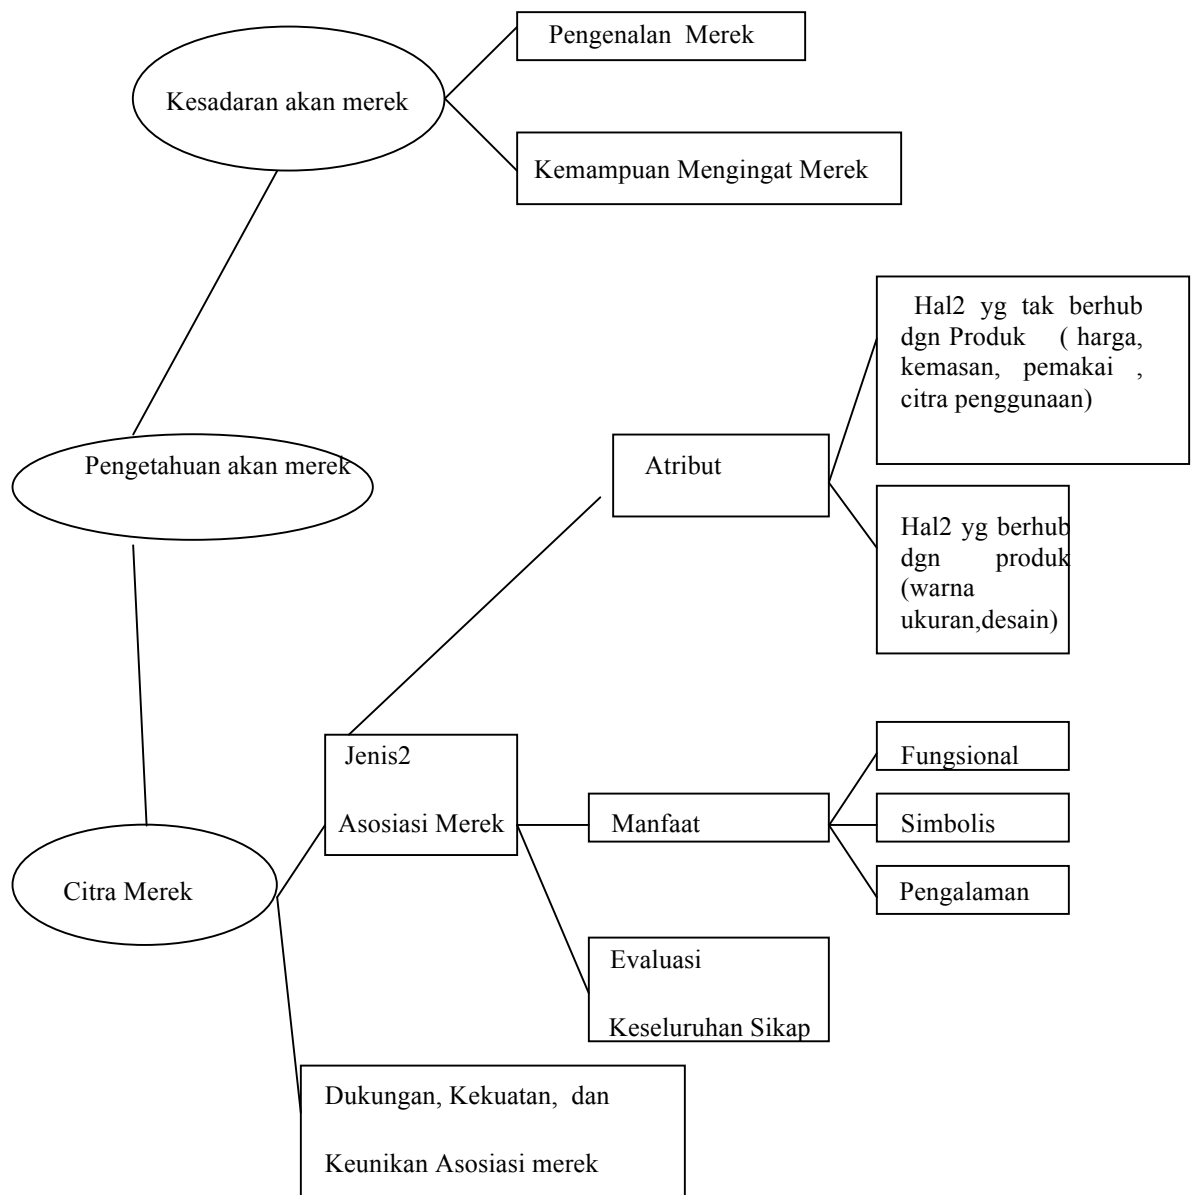 Pengenalan Merek
Kesadaran akan merek
Kemampuan Mengingat Merek
Hal2 yg tak berhub
dgn Produk ( harga,
kemasan, pemakai ,
citra penggunaan)
Pengetahuan akan merek
Atribut
Hal2 yg berhub
dgn produk
(warna
ukuran,desain)
Jenis2
Asosiasi Merek
Fungsional
Manfaat
Simbolis
Pengalaman
Citra Merek
Evaluasi
Keseluruhan Sikap
Dukungan, Kekuatan, dan
Keunikan Asosiasi merek